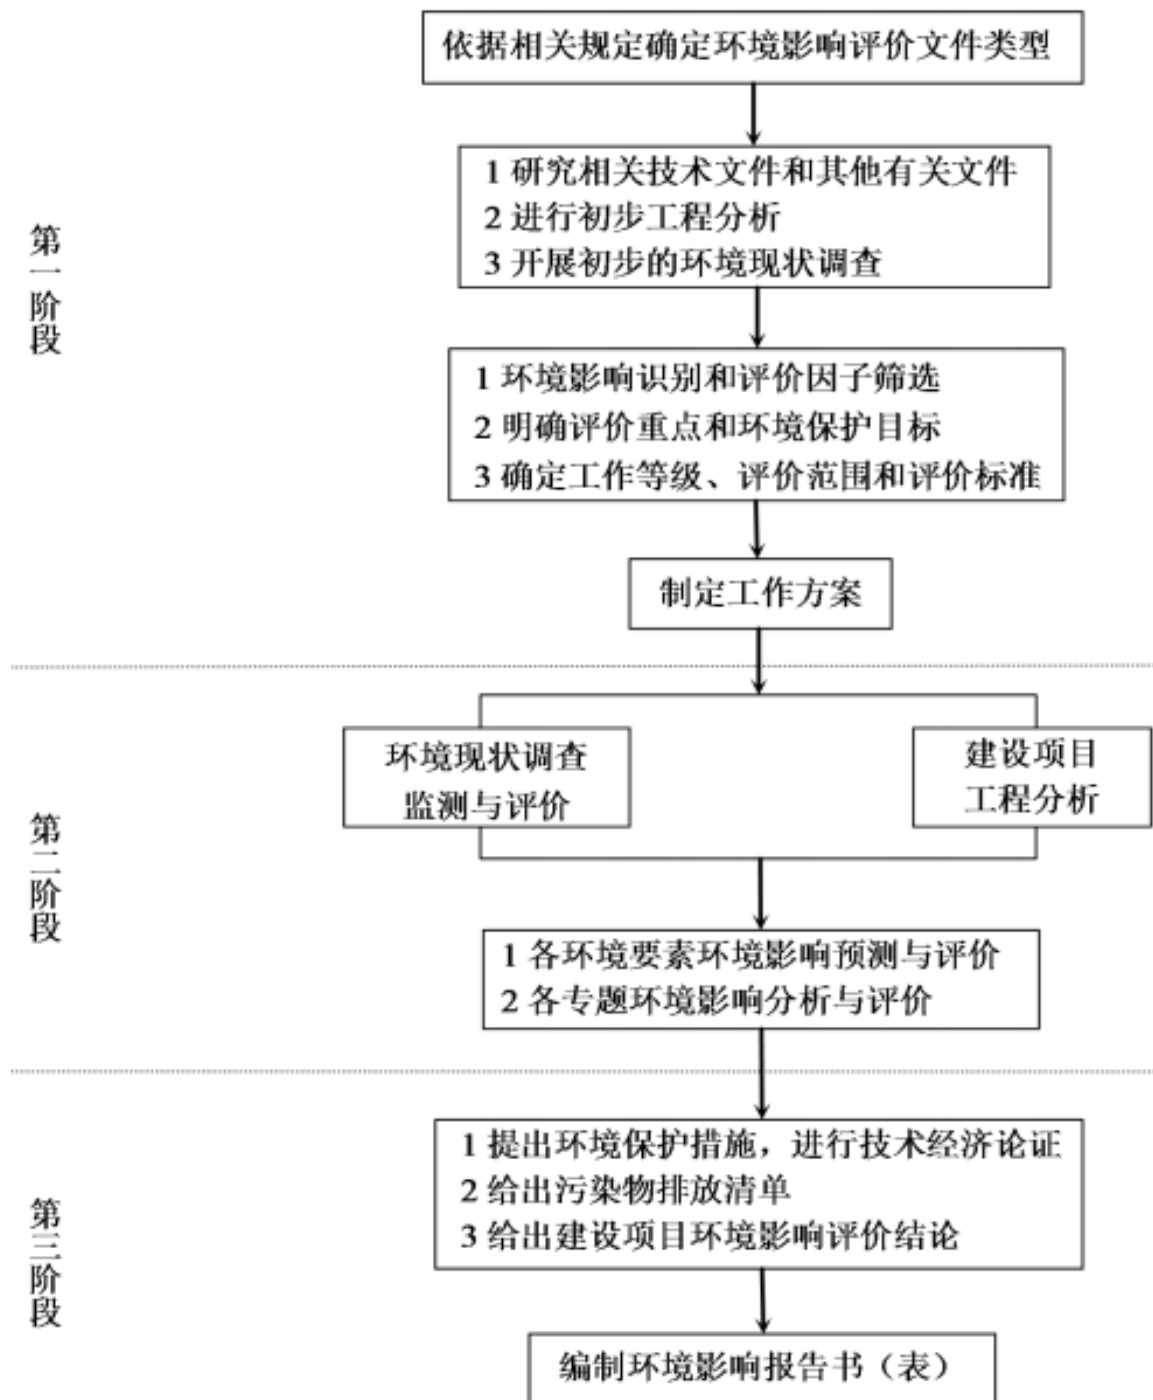 依据相关规定确定环境影响评价文件类型
第一阶段
1 研究相关技术文件和其他有关文件
2 进行初步工程分析
3 开展初步的环境现状调查
1 环境影响识别和评价因子筛选
2 明确评价重点和环境保护目标
3 确定工作等级、评价范围和评价标准
制定工作方案
第二阶段
环境现状调查
监测与评价
建设项目
工程分析
1 各环境要素环境影响预测与评价
2 各专题环境影响分析与评价
第三阶段
1 提出环境保护措施，进行技术经济论证
2 给出污染物排放清单
3 给出建设项目环境影响评价结论
编制环境影响报告书（表）